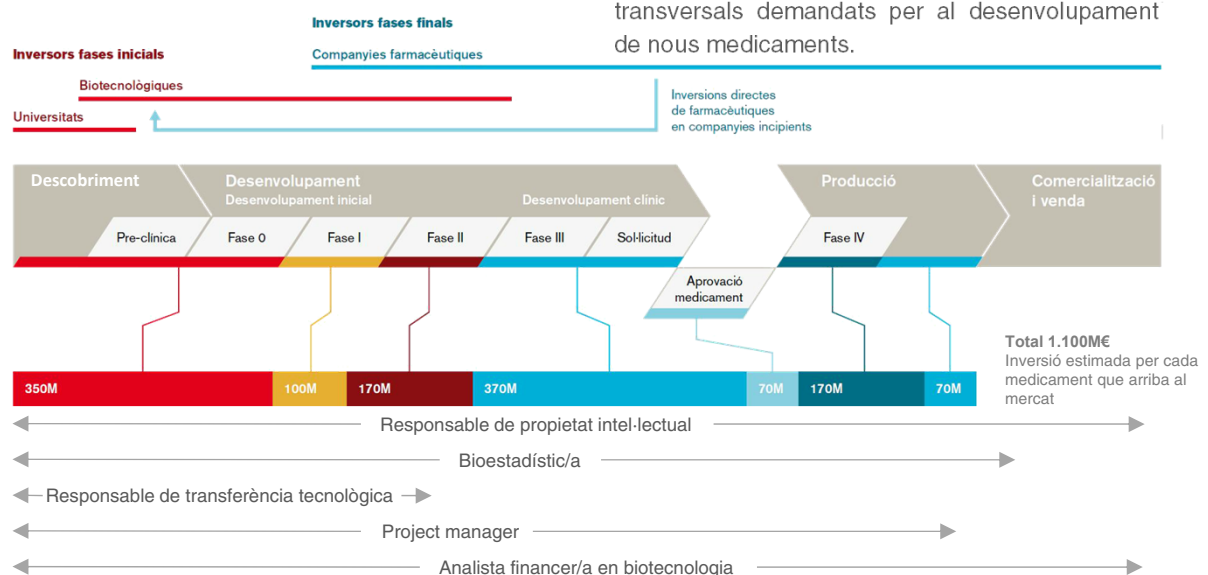 transversals demandats per al desenvolupament
de nous medicaments.
Inversors fases finals
Companyies farmacèutiques
Inversors fases inicials
Biotecnològiques
Universitats
Inversions directes
de farmacèutiques
en companyies incipients
Descobriment
Desenvolupament
Desenvolupament inicial
Desenvolupament clínic
Producció
Comercialització
i venda
Pre-clínica
Fase 0
Fase I
Fase II
Fase III
Sol·licitud
Fase IV
Aprovació
medicament
350M
100M
170M
370M
70M
170M
70M
Total 1.100M€
Inversió estimada per cada
medicament que arriba al
mercat
Responsable de propietat intel·lectual
Bioestadístic/a
Responsable de transferència tecnològica
Project manager
Analista financer/a en biotecnologia